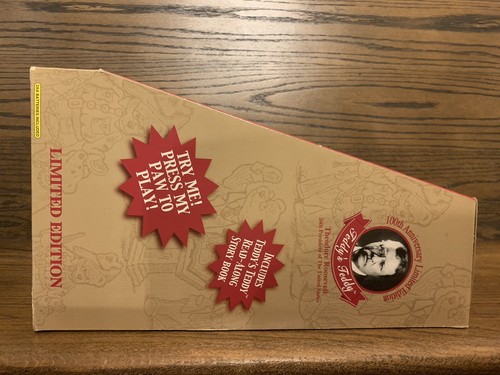 100th Anniversary Limited Edition
Teddy's Teddy
Theodore Roosevelt
26th President of The United States
INCLUDES
TEDDY'S TEDDY
READ-ALONG
STORY BOOK
TRY ME!
PRESS MY
PAW TO
PLAY!
LIMITED EDITION